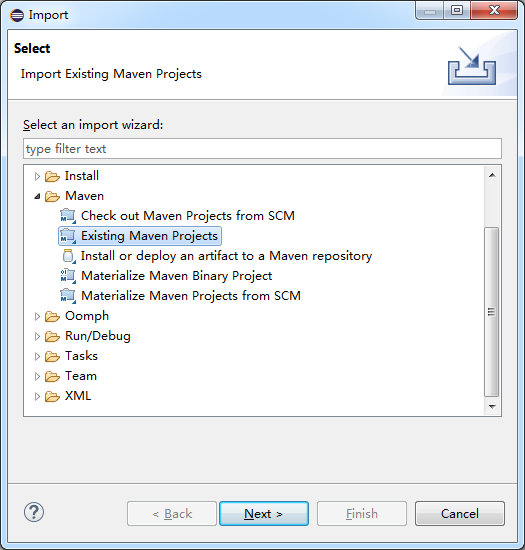 Import
Select
Import Existing Maven Projects
Select an import wizard:
type filter text
Install
Maven
Check out Maven Projects from SCM
Existing Maven Projects
Install or deploy an artifact to a Maven repository
Materialize Maven Binary Project
Materialize Maven Projects from SCM
Oomph
Run/Debug
Tasks
Team
XML
? < Back Next > Finish Cancel